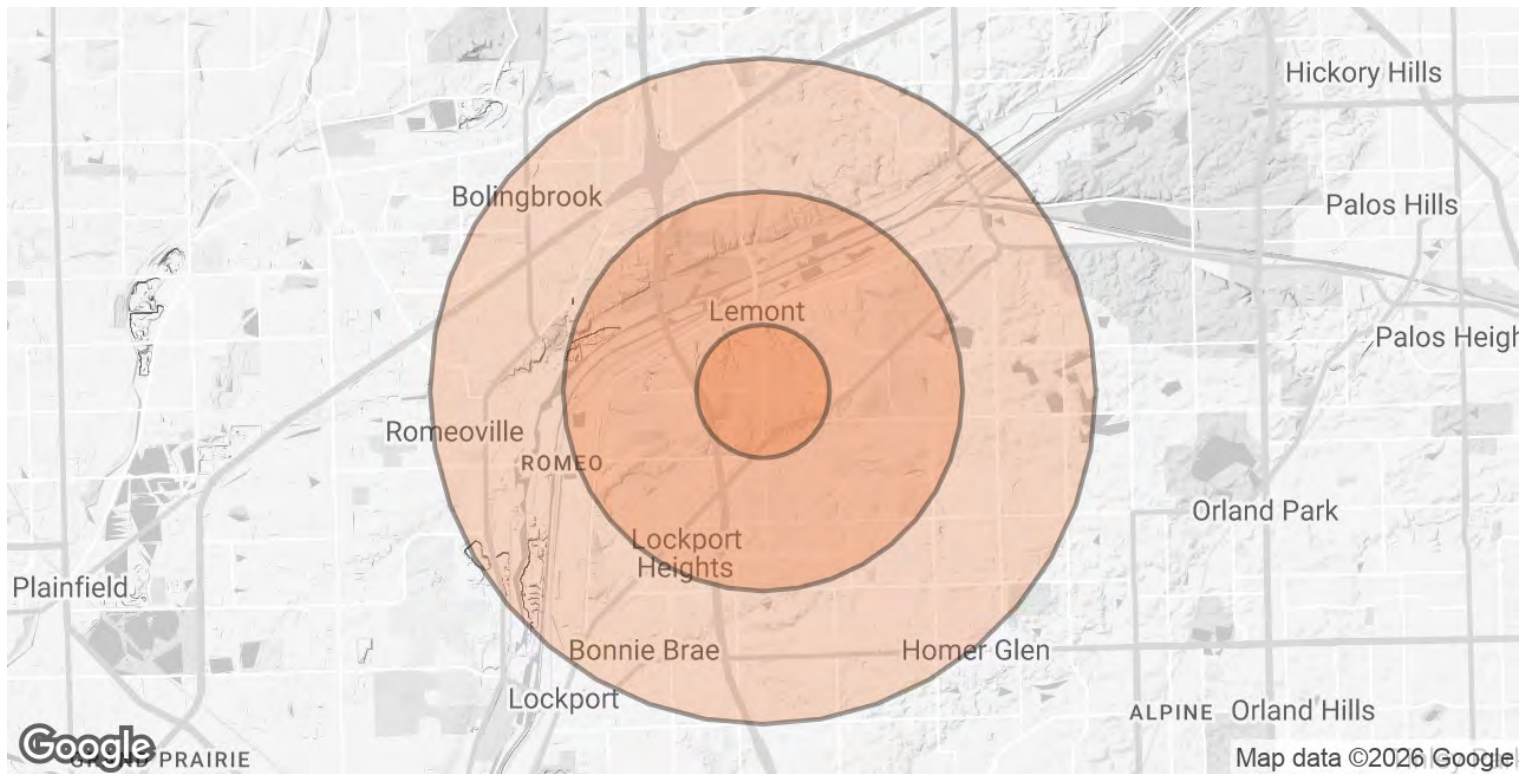 Hickory Hills
Bolingbrook
Palos Hills
Lemont
Palos Heigh
Romeoville
ROMEO
Orland Park
Lockport
Heights
Plainfield
Bonnie Brae
Homer Glen
Lockport
ALPINE
Orland Hills
Google
PRAIRIE
Map data ©2026 Google